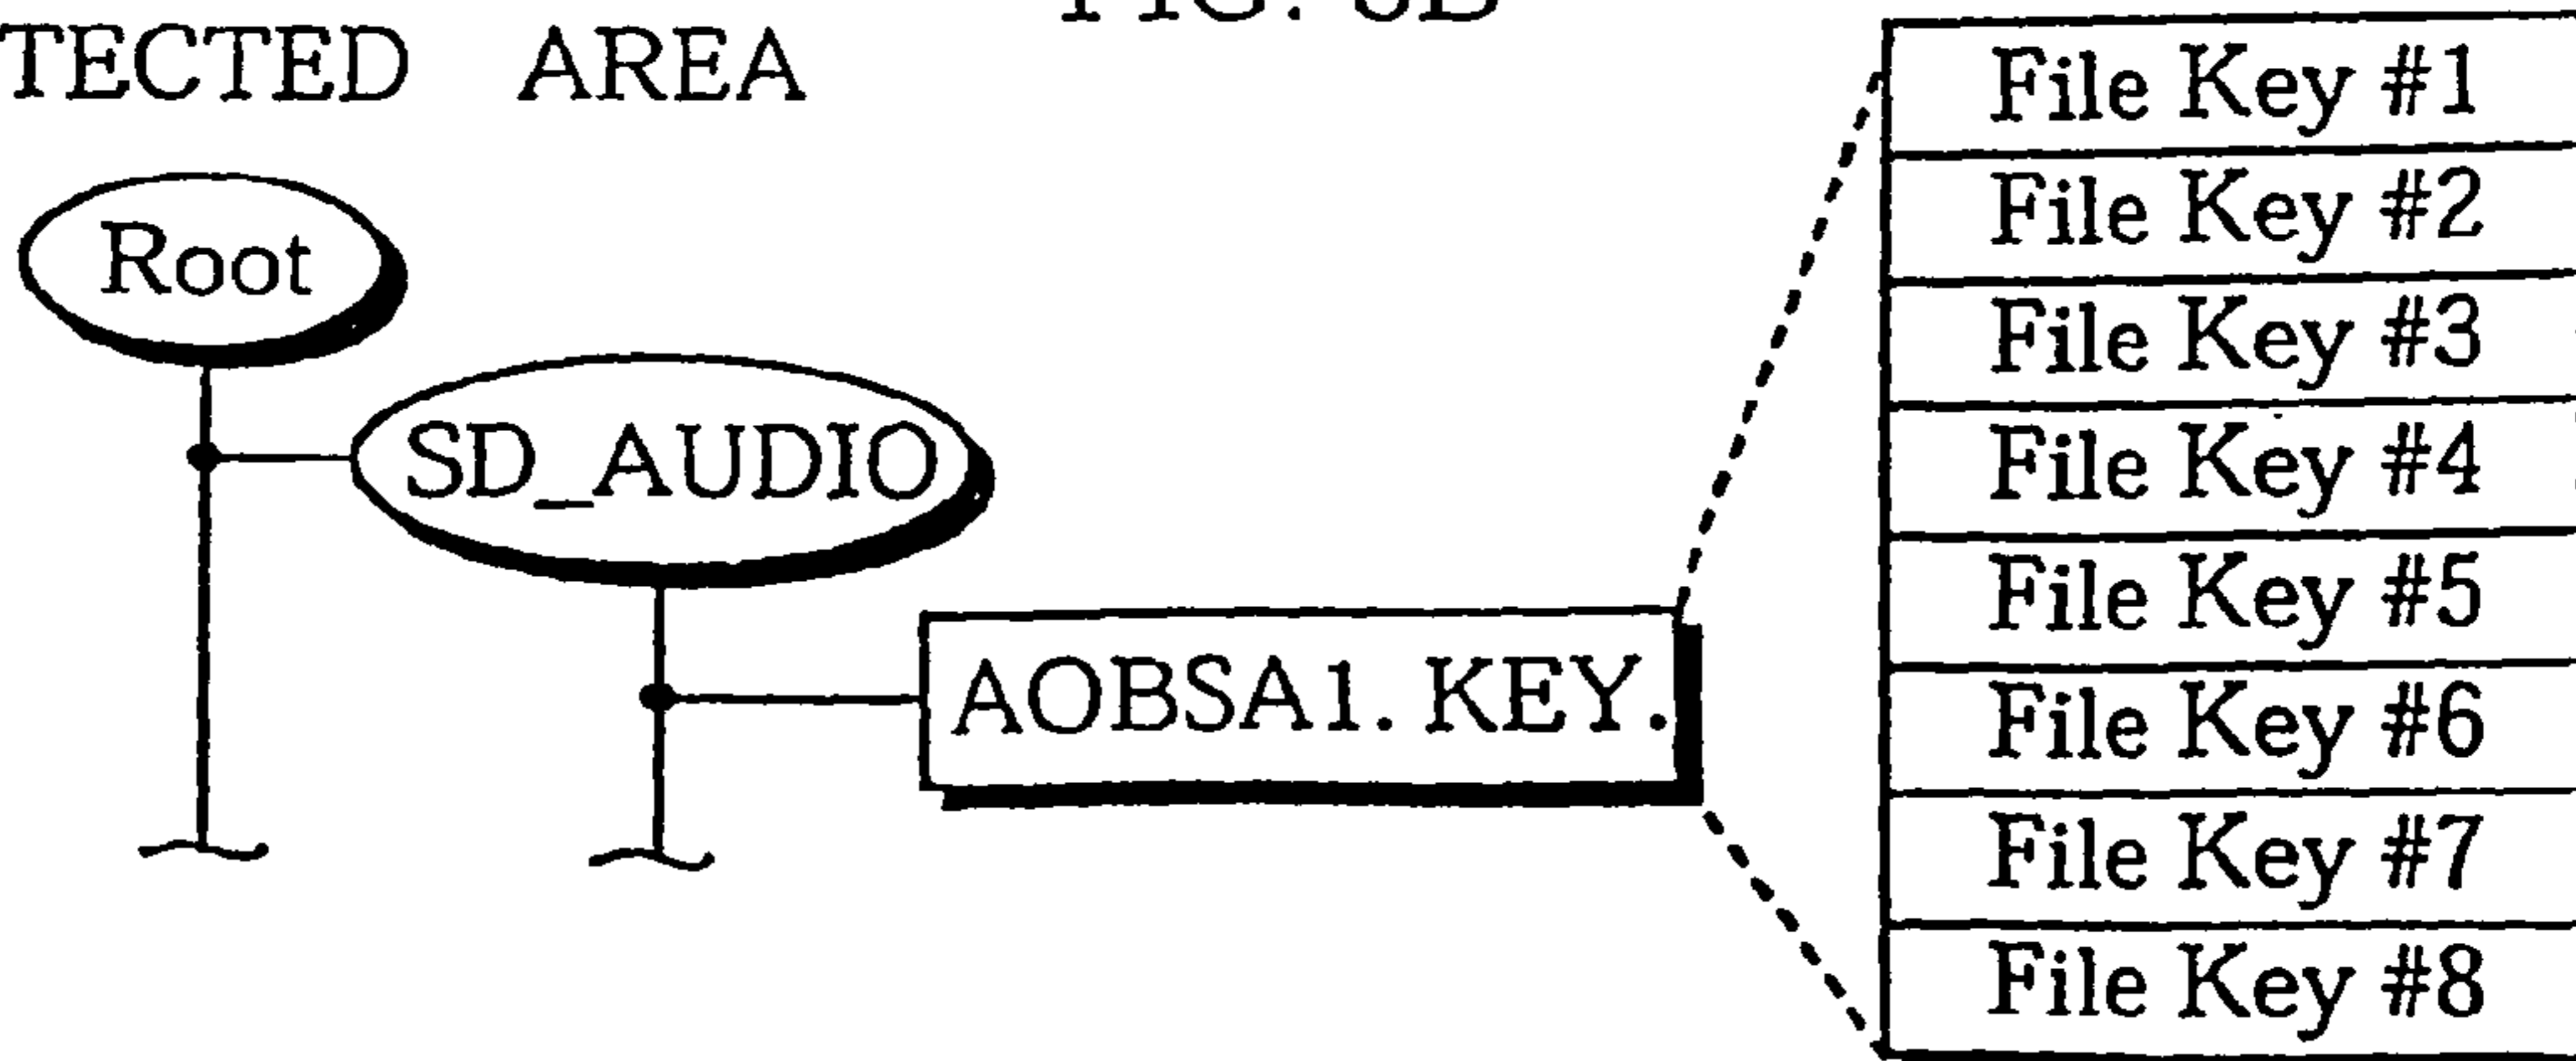 TECTED AREA
Root
SD_AUDIO
AOBSA1. KEY.
File Key #1
File Key #2
File Key #3
File Key #4
File Key #5
File Key #6
File Key #7
File Key #8